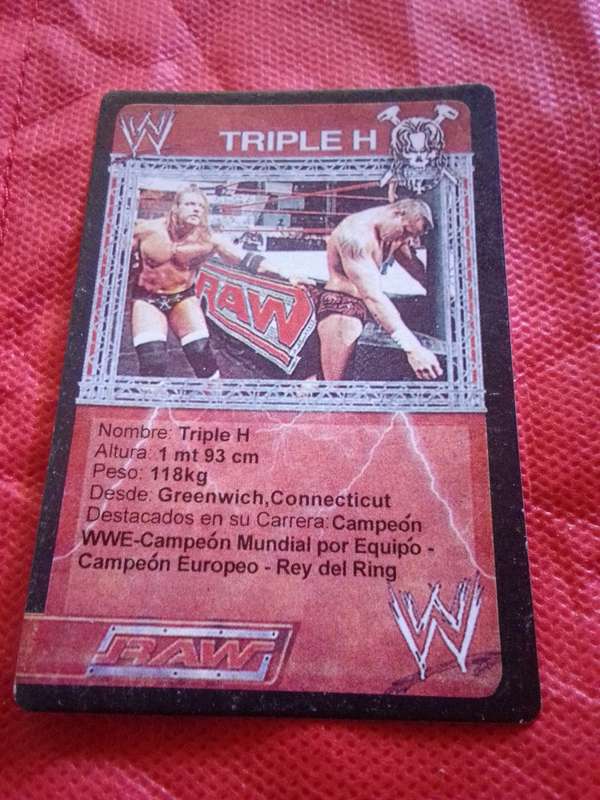 W
TRIPLE H
RAW
Nombre: Triple H
Altura: 1 mt 93 cm
Peso: 118kg
Desde: Greenwich,Connecticut
Destacados en su Carrera: Campeón
WWE-Campeón Mundial por Equipo -
Campeón Europeo - Rey del Ring
RAW
W